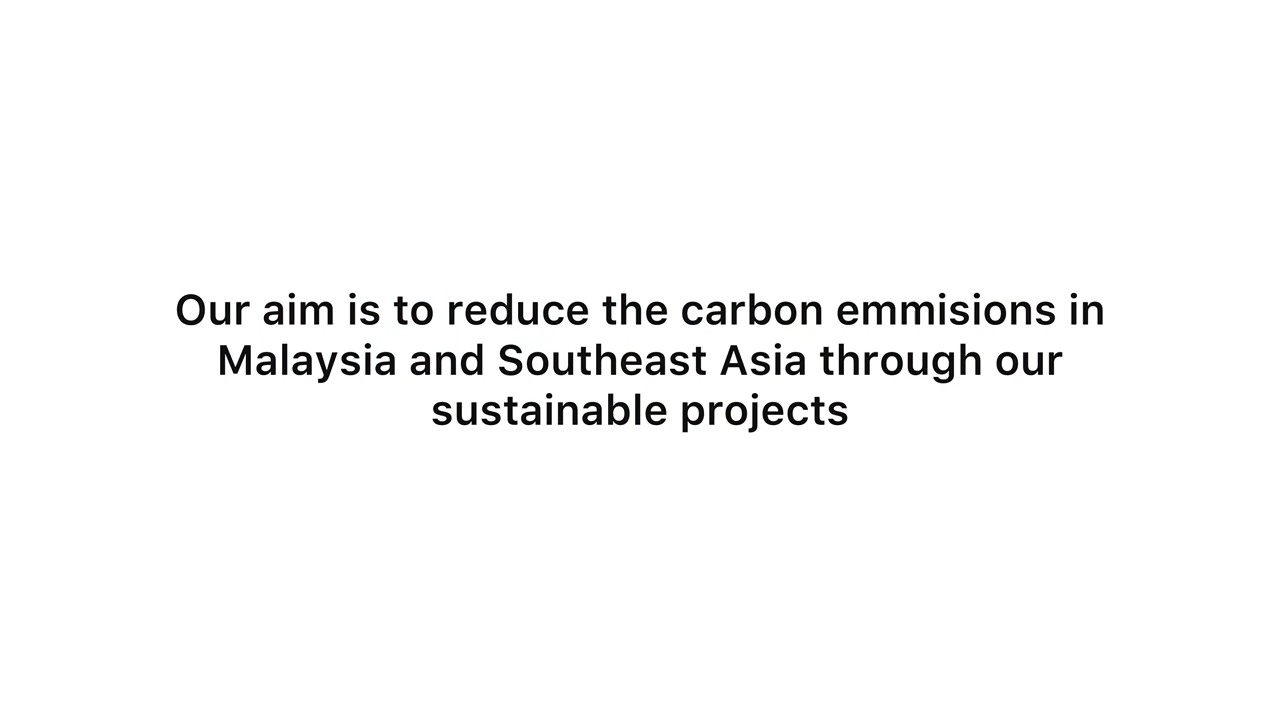 Our aim is to reduce the carbon emmisions in
Malaysia and Southeast Asia through our
sustainable projects